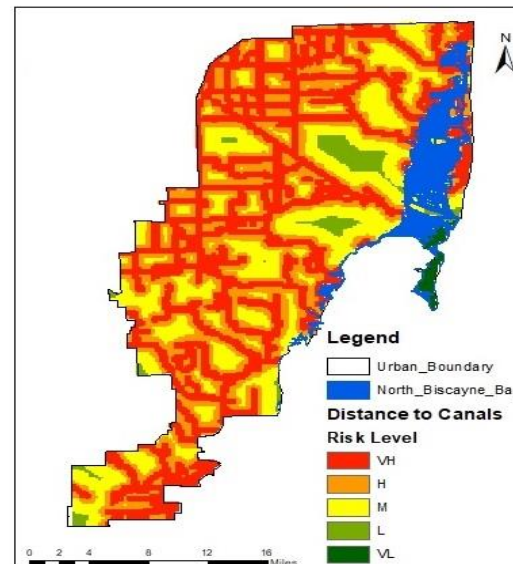 N
Legend
Urban_Boundary
North_Biscayne_Ba
Distance to Canals
Risk Level
VH
H
M
L
VL
0 2 4 8 12 16
Miles